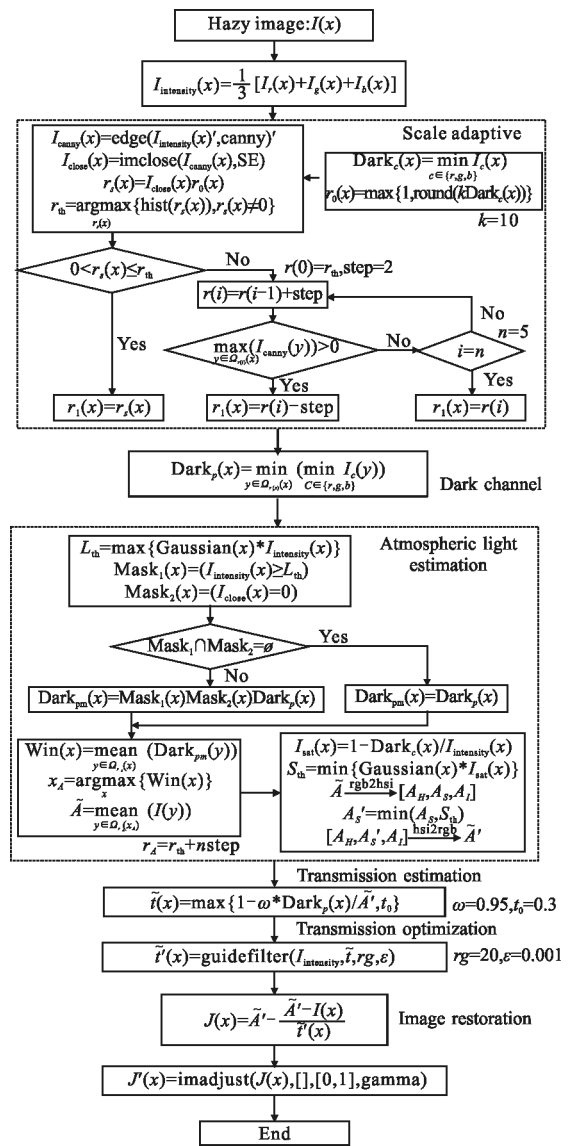 Hazy image:I(x)
I_intensity(x)=1/3[I_r(x)+I_g(x)+I_b(x)]
Scale adaptive
I_canny(x)=edge(I_intensity(x)′,canny)′
I_close(x)=imclose(I_canny(x),SE)
r_s(x)=I_close(x)r_0(x)
r_th=argmax{hist(r_s(x)),r_s(x)≠0}
r_s(x)
Dark_c(x)=min I_c(x)
c∈{r,g,b}
r_0(x)=max{1,round(kDark_c(x))}
k=10
0<r_s(x)≤r_th
No
r(0)=r_th,step=2
r(i)=r(i−1)+step
No
n=5
Yes
max(I_canny(y))>0
y∈Ω_r(i)(x)
No
i=n
Yes
Yes
r_1(x)=r_s(x)
r_1(x)=r(i)−step
r_1(x)=r(i)
Dark_p(x)=min (min I_c(y))
y∈Ω_r1(x)(x) C∈{r,g,b}
Dark channel
L_th=max{Gaussian(x)*I_intensity(x)}
Mask_1(x)=(I_intensity(x)≥L_th)
Mask_2(x)=(I_close(x)=0)
Atmospheric light
estimation
Mask_1∩Mask_2=ø
Yes
No
Dark_pm(x)=Mask_1(x)Mask_2(x)Dark_p(x)
Dark_pm(x)=Dark_p(x)
Win(x)=mean (Dark_pm(y))
y∈Ω_rA(x)
x_A=argmax{Win(x)}
x
Ã=mean (I(y))
y∈Ω_rA(x_A)
r_A=r_th+nstep
I_sat(x)=1−Dark_c(x)/I_intensity(x)
S_th=min{Gaussian(x)*I_sat(x)}
Ã rgb2hsi→ [A_H,A_S,A_I]
A_S′=min(A_S,S_th)
[A_H,A_S′,A_I] hsi2rgb→ Ã′
Transmission estimation
t̃(x)=max{1−ω*Dark_p(x)/Ã′,t_0}
ω=0.95,t_0=0.3
Transmission optimization
t̃′(x)=guidefilter(I_intensity,t̃,rg,ε)
rg=20,ε=0.001
J(x)=Ã′−(Ã′−I(x))/t̃′(x)
Image restoration
J′(x)=imadjust(J(x),[],[0,1],gamma)
End